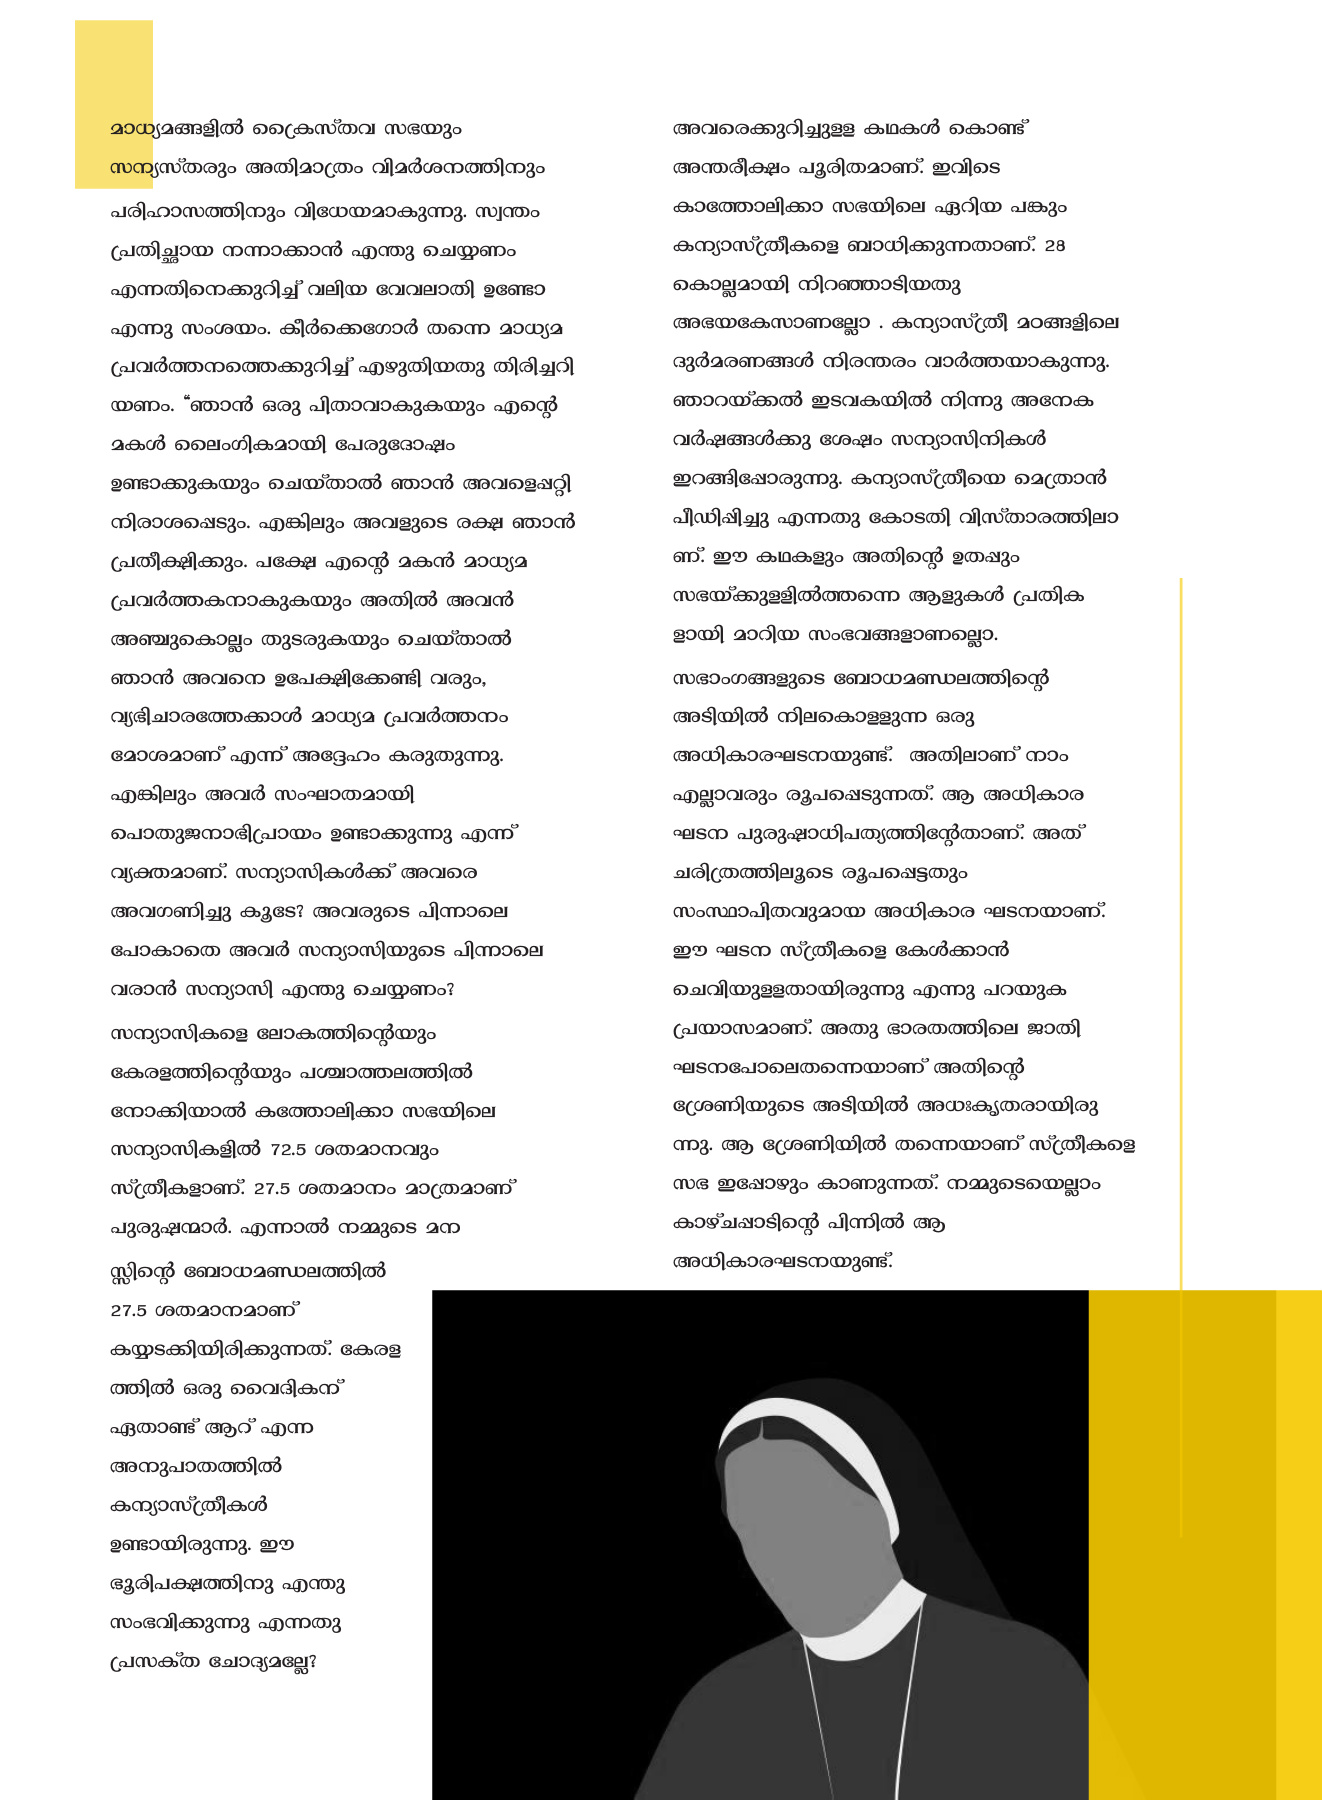 മാധ്യമങ്ങളിൽ ക്രൈസ്തവ സഭയും
സന്യസ്തരും അതിമാത്രം വിമർശനത്തിനും
പരിഹാസത്തിനും വിധേയമാകുന്നു. സ്വന്തം
പ്രതിച്ഛായ നന്നാക്കാൻ എന്തു ചെയ്യണം
എന്നതിനെക്കുറിച്ച് വലിയ വേവലാതി ഉണ്ടോ
എന്നു സംശയം. കീർക്കെഗോർ തന്നെ മാധ്യമ
പ്രവർത്തനത്തെക്കുറിച്ച് എഴുതിയതു തിരിച്ചറി
യണം. “ഞാൻ ഒരു പിതാവാകുകയും എന്റെ
മകൾ ലൈംഗികമായി പേരുദോഷം
ഉണ്ടാക്കുകയും ചെയ്താൽ ഞാൻ അവളെപ്പറ്റി
നിരാശപ്പെടും. എങ്കിലും അവളുടെ രക്ഷ ഞാൻ
പ്രതീക്ഷിക്കും. പക്ഷേ എന്റെ മകൻ മാധ്യമ
പ്രവർത്തകനാകുകയും അതിൽ അവൻ
അഞ്ചുകൊല്ലം തുടരുകയും ചെയ്താൽ
ഞാൻ അവനെ ഉപേക്ഷിക്കേണ്ടി വരും,
വ്യഭിചാരത്തേക്കാൾ മാധ്യമ പ്രവർത്തനം
മോശമാണ് എന്ന് അദ്ദേഹം കരുതുന്നു.
എങ്കിലും അവർ സംഘാതമായി
പൊതുജനാഭിപ്രായം ഉണ്ടാക്കുന്നു എന്ന്
വ്യക്തമാണ്. സന്യാസികൾക്ക് അവരെ
അവഗണിച്ചു കൂടേ? അവരുടെ പിന്നാലെ
പോകാതെ അവർ സന്യാസിയുടെ പിന്നാലെ
വരാൻ സന്യാസി എന്തു ചെയ്യണം?
സന്യാസികളെ ലോകത്തിന്റെയും
കേരളത്തിന്റെയും പശ്ചാത്തലത്തിൽ
നോക്കിയാൽ കത്തോലിക്കാ സഭയിലെ
സന്യാസികളിൽ 72.5 ശതമാനവും
സ്ത്രീകളാണ്. 27.5 ശതമാനം മാത്രമാണ്
പുരുഷന്മാർ. എന്നാൽ നമ്മുടെ മന
സ്സിന്റെ ബോധമണ്ഡലത്തിൽ
27.5 ശതമാനമാണ്
കയ്യടക്കിയിരിക്കുന്നത്. കേരള
ത്തിൽ ഒരു വൈദികന്
ഏതാണ്ട് ആറ് എന്ന
അനുപാതത്തിൽ
കന്യാസ്ത്രീകൾ
ഉണ്ടായിരുന്നു. ഈ
ഭൂരിപക്ഷത്തിനു എന്തു
സംഭവിക്കുന്നു എന്നതു
പ്രസക്ത ചോദ്യമല്ലേ?
അവരെക്കുറിച്ചുളള കഥകൾ കൊണ്ട്
അന്തരീക്ഷം പൂരിതമാണ്. ഇവിടെ
കാത്തോലിക്കാ സഭയിലെ ഏറിയ പങ്കും
കന്യാസ്ത്രീകളെ ബാധിക്കുന്നതാണ്. 28
കൊല്ലമായി നിറഞ്ഞാടിയതു
അഭയകേസാണല്ലോ . കന്യാസ്ത്രീ മഠങ്ങളിലെ
ദുർമരണങ്ങൾ നിരന്തരം വാർത്തയാകുന്നു.
ഞാറയ്ക്കൽ ഇടവകയിൽ നിന്നു അനേക
വർഷങ്ങൾക്കു ശേഷം സന്യാസിനികൾ
ഇറങ്ങിപ്പോരുന്നു. കന്യാസ്ത്രീയെ മെത്രാൻ
പീഡിപ്പിച്ചു എന്നതു കോടതി വിസ്താരത്തിലാ
ണ്. ഈ കഥകളും അതിന്റെ ഉതപ്പും
സഭയ്ക്കുളളിൽത്തന്നെ ആളുകൾ പ്രതിക
ളായി മാറിയ സംഭവങ്ങളാണല്ലൊ.
സഭാംഗങ്ങളുടെ ബോധമണ്ഡലത്തിന്റെ
അടിയിൽ നിലകൊളളുന്ന ഒരു
അധികാരഘടനയുണ്ട്. അതിലാണ് നാം
എല്ലാവരും രൂപപ്പെടുന്നത്. ആ അധികാര
ഘടന പുരുഷാധിപത്യത്തിന്റേതാണ്. അത്
ചരിത്രത്തിലൂടെ രൂപപ്പെട്ടതും
സംസ്ഥാപിതവുമായ അധികാര ഘടനയാണ്.
ഈ ഘടന സ്ത്രീകളെ കേൾക്കാൻ
ചെവിയുളളതായിരുന്നു എന്നു പറയുക
പ്രയാസമാണ്. അതു ഭാരതത്തിലെ ജാതി
ഘടനപോലെതന്നെയാണ് അതിന്റെ
ശ്രേണിയുടെ അടിയിൽ അധഃകൃതരായിരു
ന്നു. ആ ശ്രേണിയിൽ തന്നെയാണ് സ്ത്രീകളെ
സഭ ഇപ്പോഴും കാണുന്നത്. നമ്മുടെയെല്ലാം
കാഴ്ചപ്പാടിന്റെ പിന്നിൽ ആ
അധികാരഘടനയുണ്ട്.